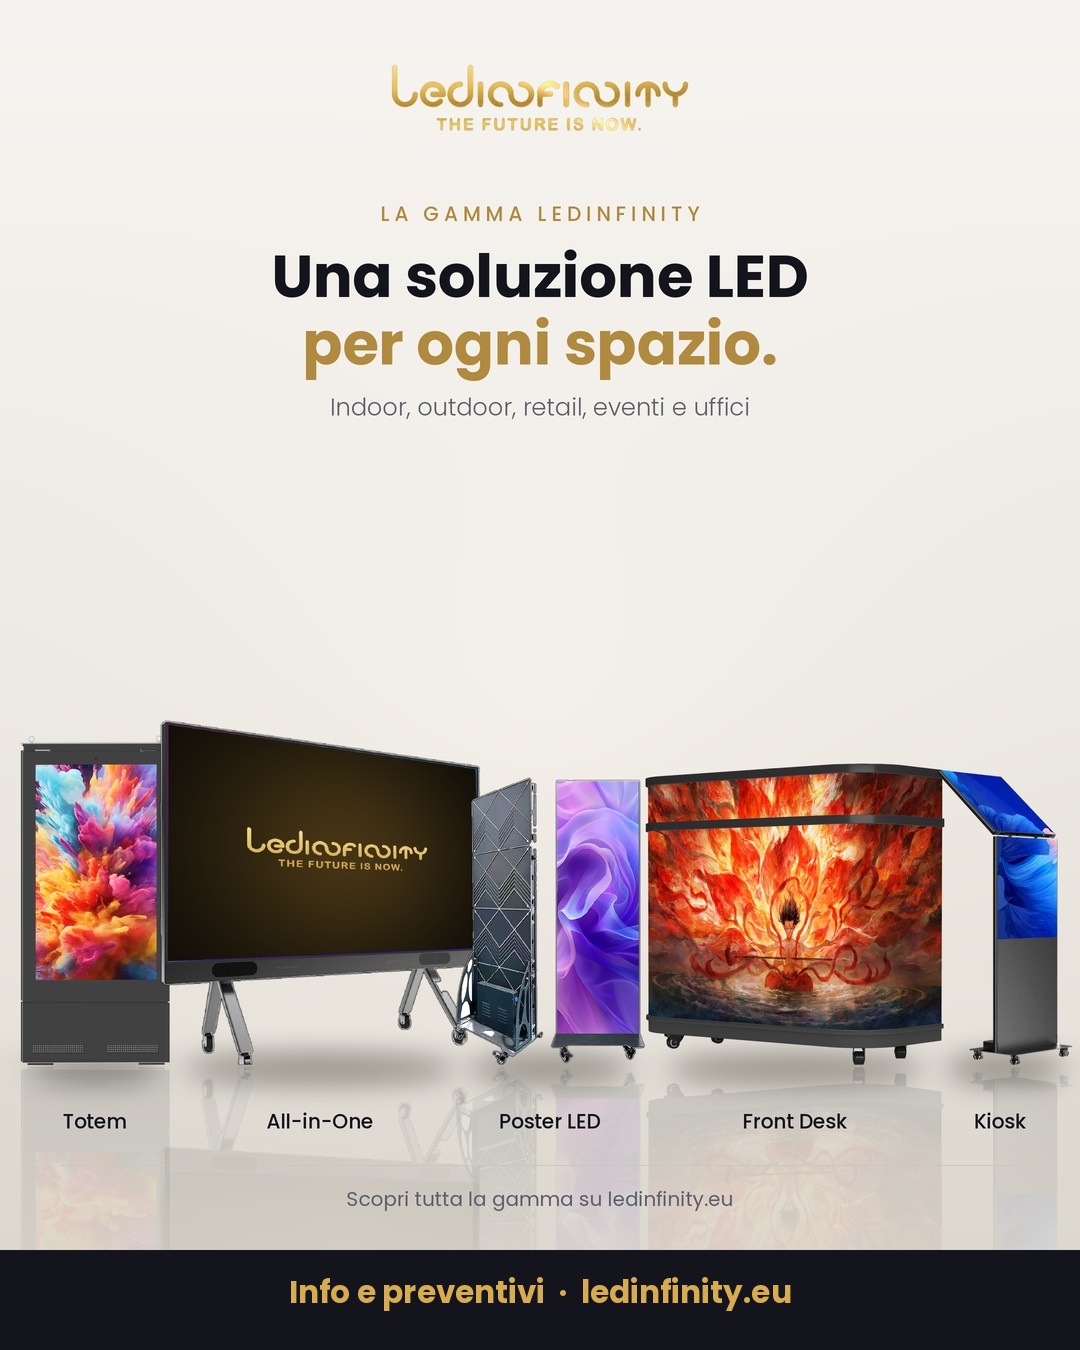 Ledinfinity
THE FUTURE IS NOW.
LA GAMMA LEDINFINITY
Una soluzione LED
per ogni spazio.
Indoor, outdoor, retail, eventi e uffici
Ledinfinity
THE FUTURE IS NOW.
Totem
All-in-One
Poster LED
Front Desk
Kiosk
Scopri tutta la gamma su ledinfinity.eu
Info e preventivi · ledinfinity.eu